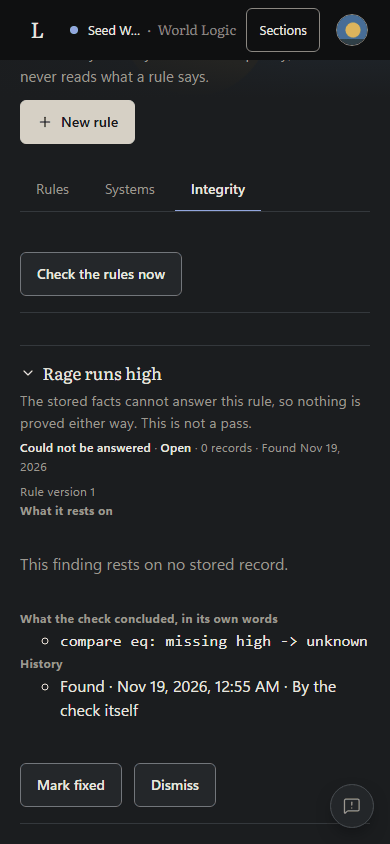 L
Seed W... · World Logic
Sections
never reads what a rule says.
+ New rule
Rules
Systems
Integrity
Check the rules now
Rage runs high
The stored facts cannot answer this rule, so nothing is
proved either way. This is not a pass.
Could not be answered · Open · 0 records · Found Nov 19,
2026
Rule version 1
What it rests on
This finding rests on no stored record.
What the check concluded, in its own words
compare eq: missing high -> unknown
History
Found · Nov 19, 2026, 12:55 AM · By the
check itself
Mark fixed
Dismiss